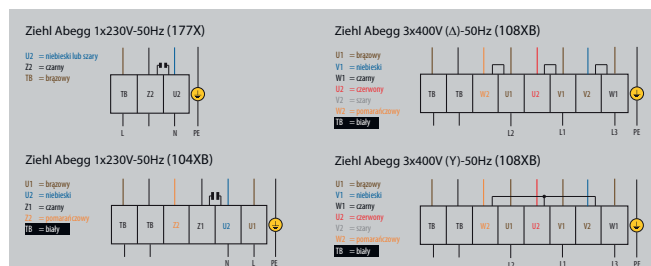 Ziehl Abegg 1x230V-50Hz (177X)
U2 = niebieski lub szary
Z2 = czarny
TB = brązowy
TB Z2 U2
L N PE
Ziehl Abegg 3x400V (Δ)-50Hz (108XB)
U1 = brązowy
V1 = niebieski
W1 = czarny
U2 = czerwony
V2 = szary
W2 = pomarańczowy
TB = biały
TB TB W2 U1 U2 V1 V2 W1
L2 L1 L3 PE
Ziehl Abegg 1x230V-50Hz (104XB)
U1 = brązowy
U2 = niebieski
Z1 = czarny
Z2 = pomarańczowy
TB = biały
TB TB Z2 Z1 U2 U1
N L PE
Ziehl Abegg 3x400V (Y)-50Hz (108XB)
U1 = brązowy
V1 = niebieski
W1 = czarny
U2 = czerwony
V2 = szary
W2 = pomarańczowy
TB = biały
TB TB W2 U1 U2 V1 V2 W1
L2 L1 L3 PE